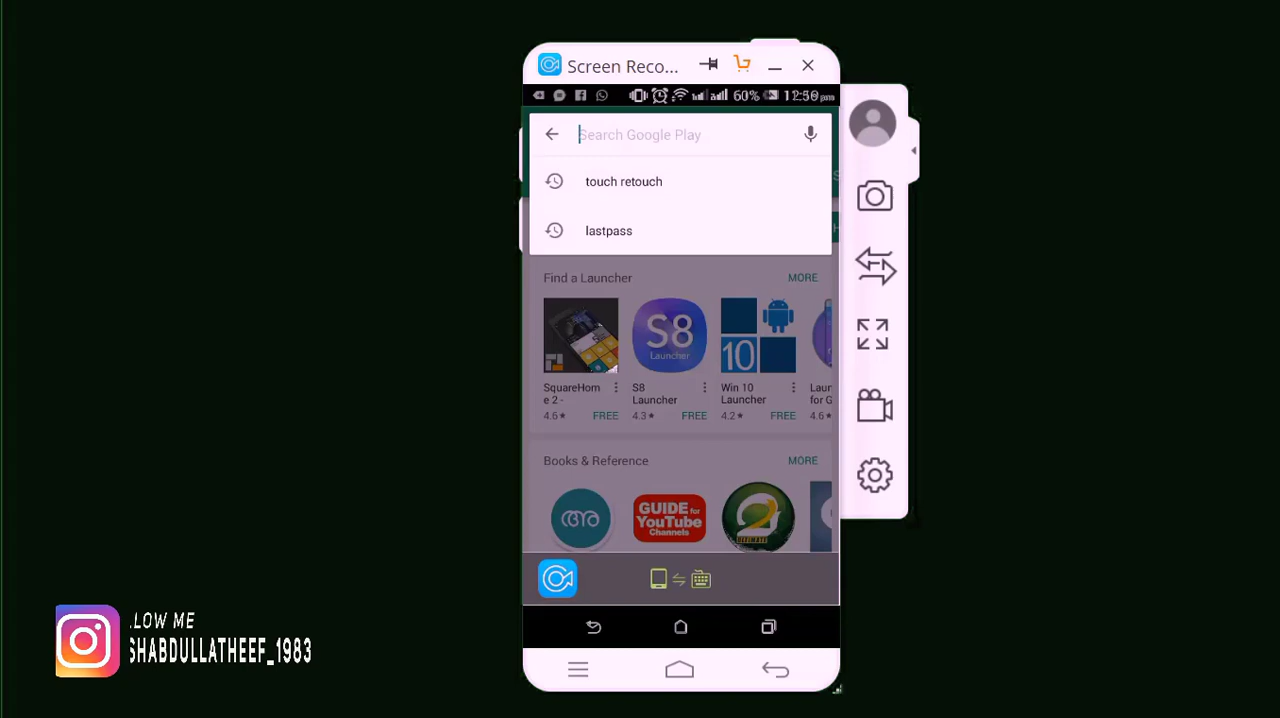 Screen Reco...
60% 12:50pm
Search Google Play
touch retouch
lastpass
Find a Launcher
MORE
S8
Launcher
10
SquareHom
e 2 -
4.6★ FREE
S8
Launcher
4.3★ FREE
Win 10
Launcher
4.2★ FREE
Laun
for G
4.6★
Books & Reference
MORE
അ
GUIDE for
YouTube
Channels
2
LOW ME
SHABDULLATHEEF_1983